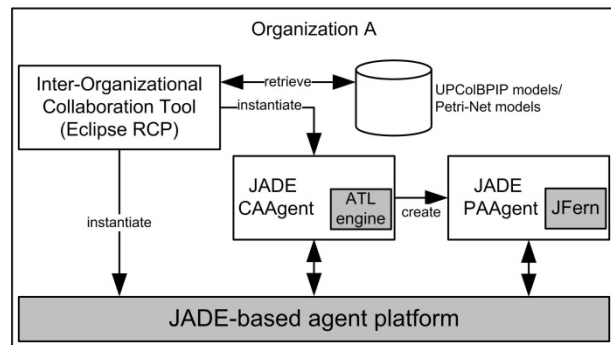 Organization A
Inter-Organizational
Collaboration Tool
(Eclipse RCP)
retrieve
instantiate
UPColBPIP models/
Petri-Net models
JADE
CAAgent
ATL
engine
create
JADE
PAAgent
JFern
instantiate
JADE-based agent platform